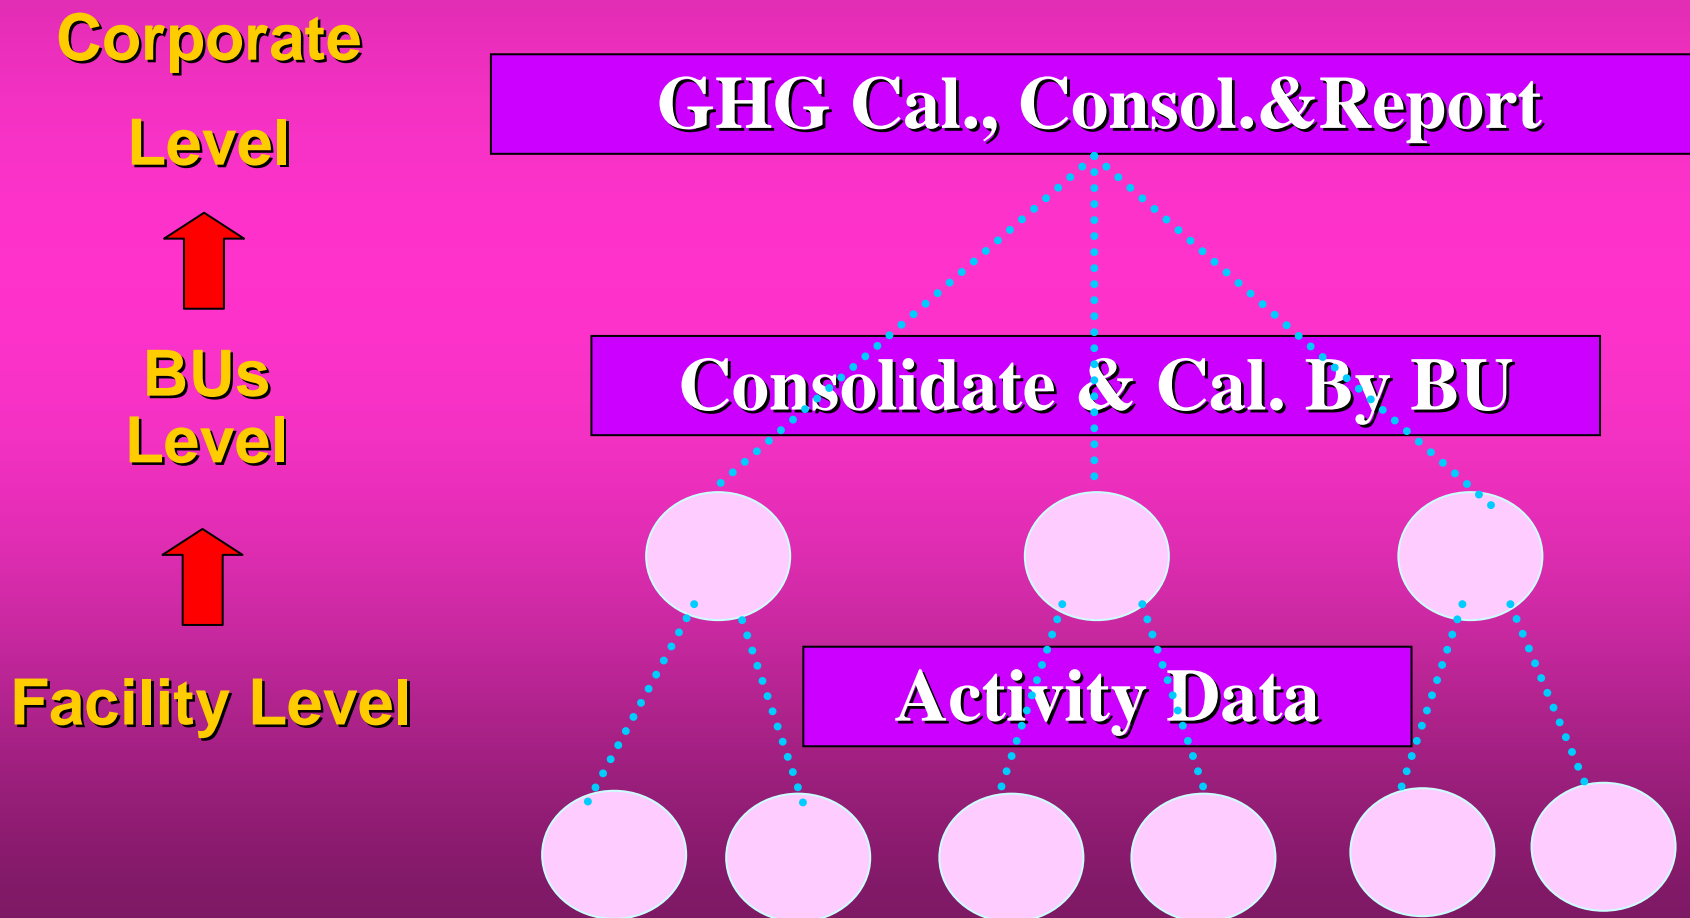 Corporate
Level
GHG Cal., Consol.&Report
BUs
Level
Consolidate & Cal. By BU
Facility Level
Activity Data